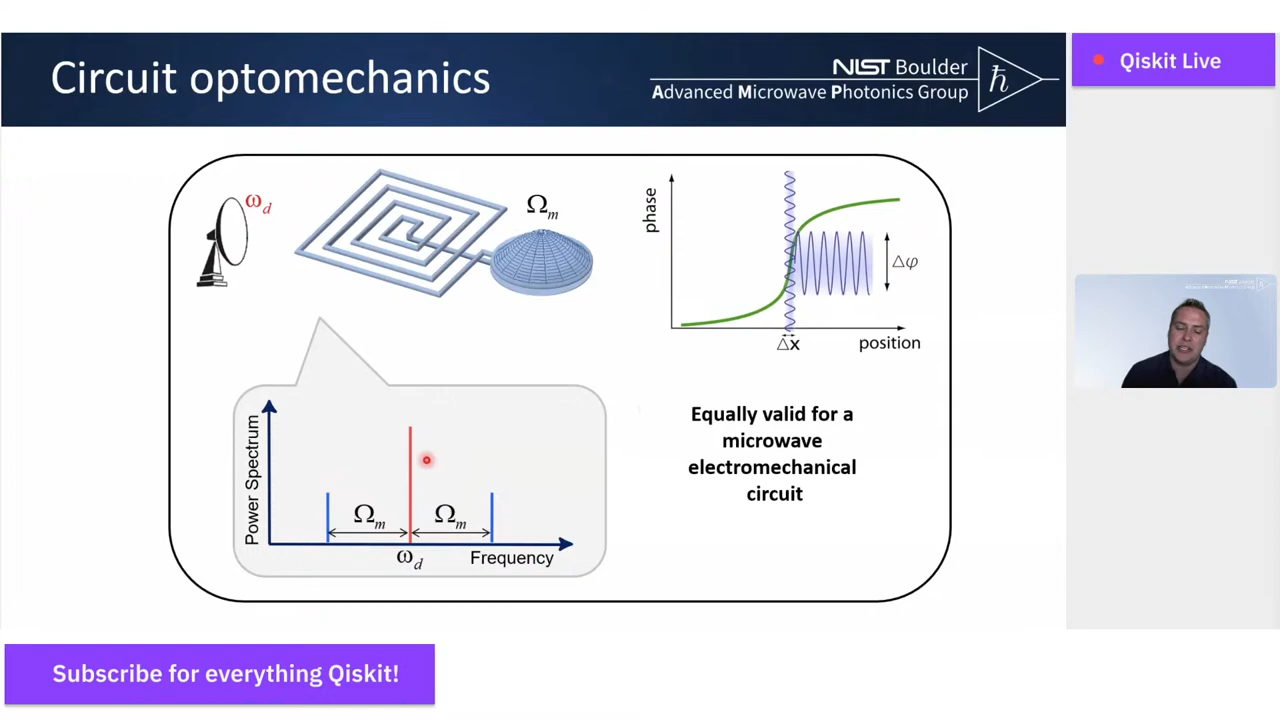 Circuit optomechanics
NIST Boulder
Advanced Microwave Photonics Group
ħ
Qiskit Live
ω_d
Ω_m
phase
Δφ
Δx
position
Power Spectrum
Ω_m
Ω_m
ω_d
Frequency
Equally valid for a
microwave
electromechanical
circuit
Subscribe for everything Qiskit!